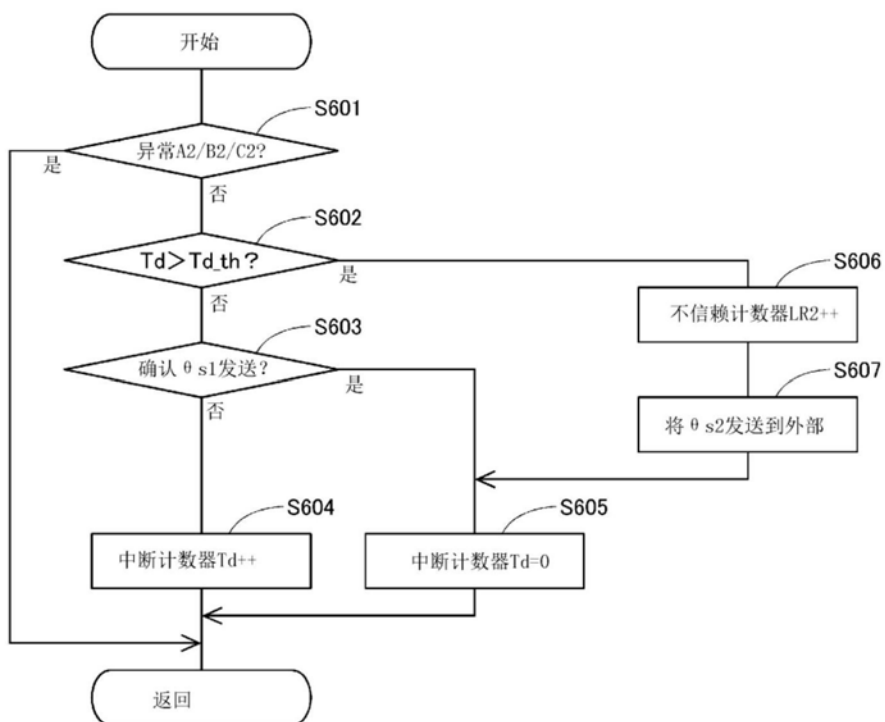 开始
S601
异常A2/B2/C2?
是
否
S602
Td＞Td_th？
是
否
S606
不信赖计数器LR2++
S603
确认θs1发送？
是
否
S607
将θs2发送到外部
S604
中断计数器Td++
S605
中断计数器Td=0
返回